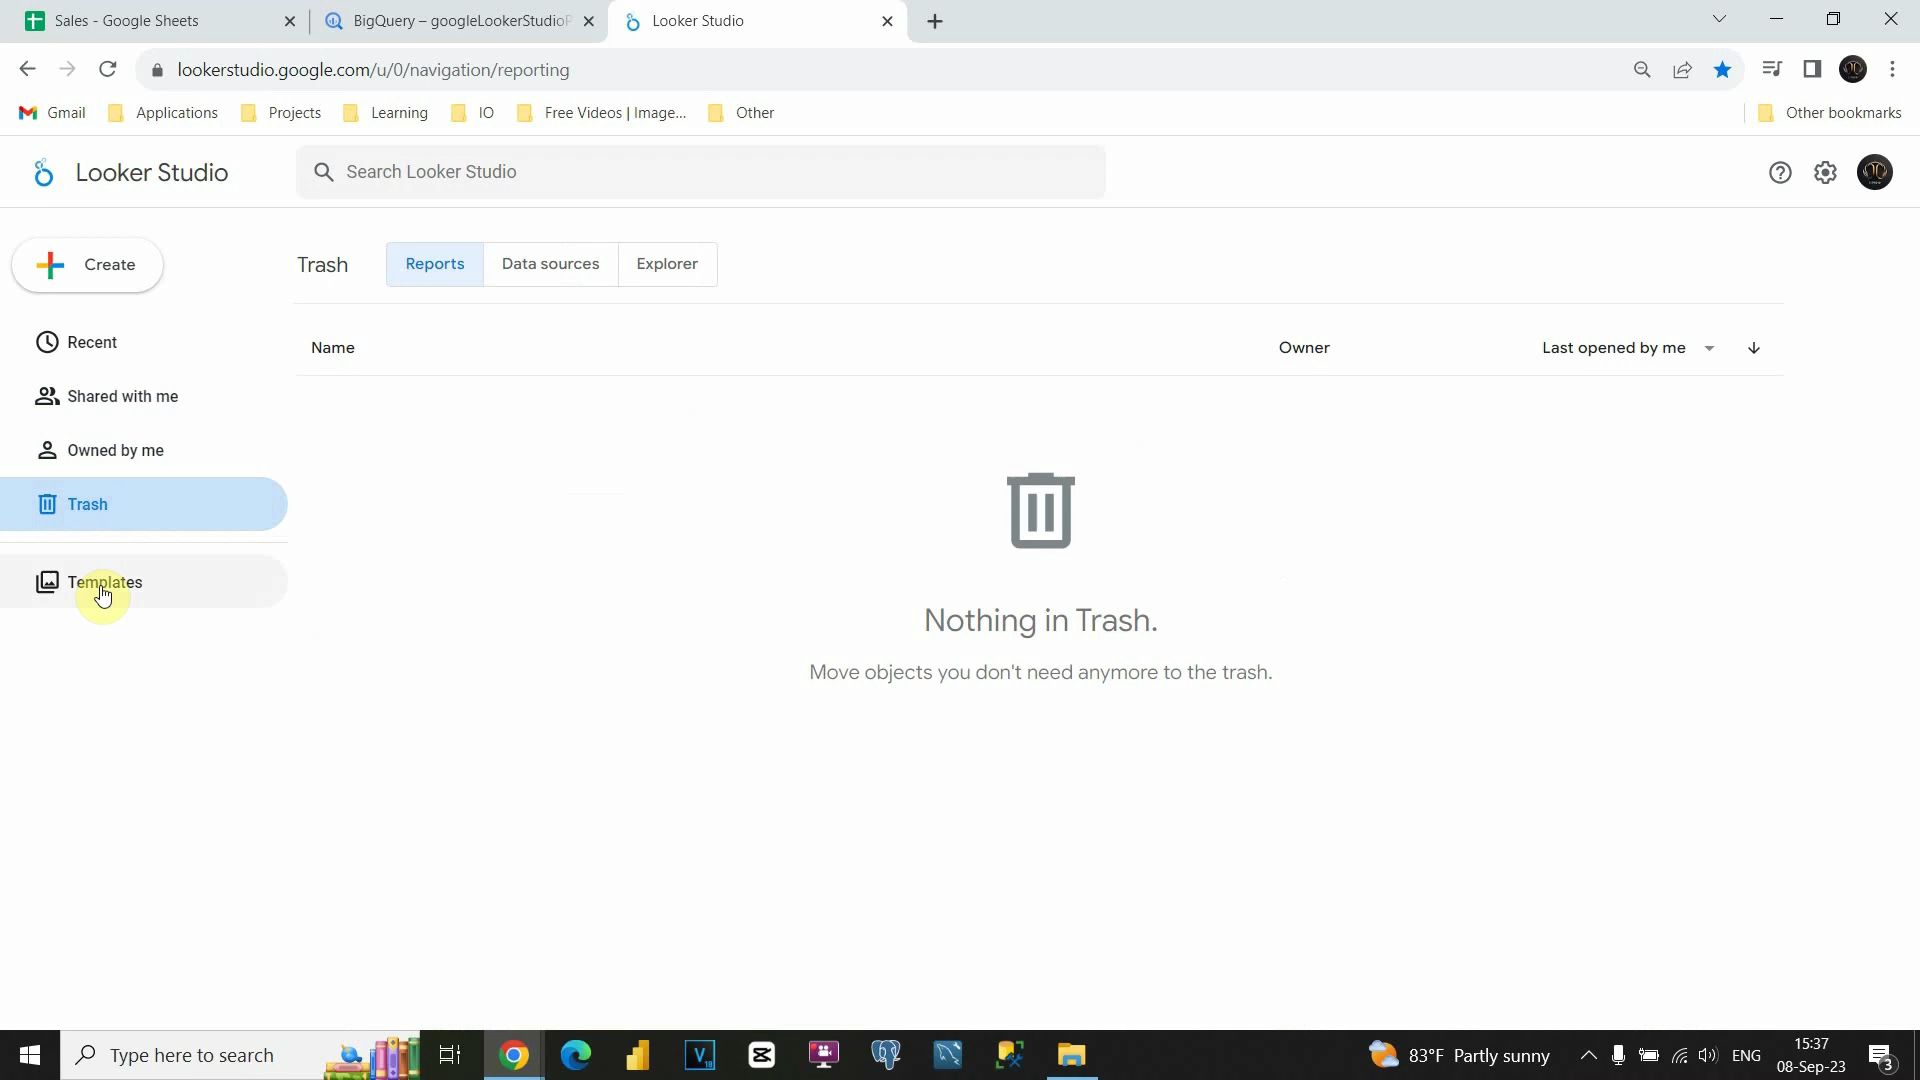 Sales - Google Sheets
BigQuery – googleLookerStudioP
Looker Studio
lookerstudio.google.com/u/0/navigation/reporting
Gmail
Applications
Projects
Learning
IO
Free Videos | Image...
Other
Other bookmarks
Looker Studio
Search Looker Studio
Create
Trash
Reports
Data sources
Explorer
Recent
Name
Owner
Last opened by me
Shared with me
Owned by me
Trash
Templates
Nothing in Trash.
Move objects you don't need anymore to the trash.
Type here to search
83°F Partly sunny
ENG
15:37
08-Sep-23
3